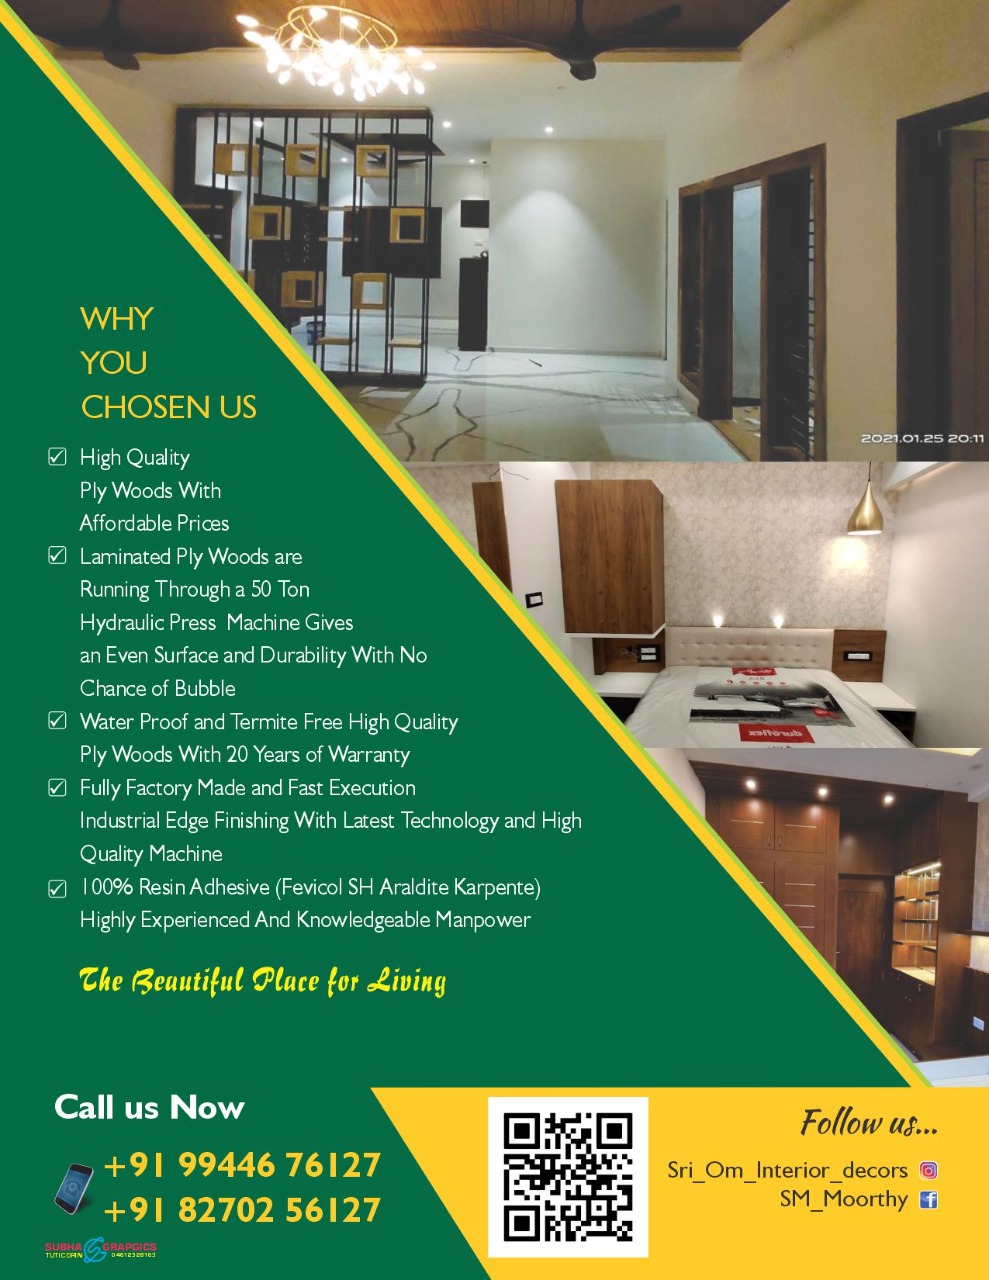 WHY
YOU
CHOSEN US
High Quality
Ply Woods With
Affordable Prices
Laminated Ply Woods are
Running Through a 50 Ton
Hydraulic Press Machine Gives
an Even Surface and Durability With No
Chance of Bubble
Water Proof and Termite Free High Quality
Ply Woods With 20 Years of Warranty
Fully Factory Made and Fast Execution
Industrial Edge Finishing With Latest Technology and High
Quality Machine
100% Resin Adhesive (Fevicol SH Araldite Karpente)
Highly Experienced And Knowledgeable Manpower
The Beautiful Place for Living
2021.01.25 20:11
duroflex
Call us Now
+91 99446 76127
+91 82702 56127
SUBHA GRAPGICS
TUTICORIN 04612328163
Follow us...
Sri_Om_Interior_decors
SM_Moorthy